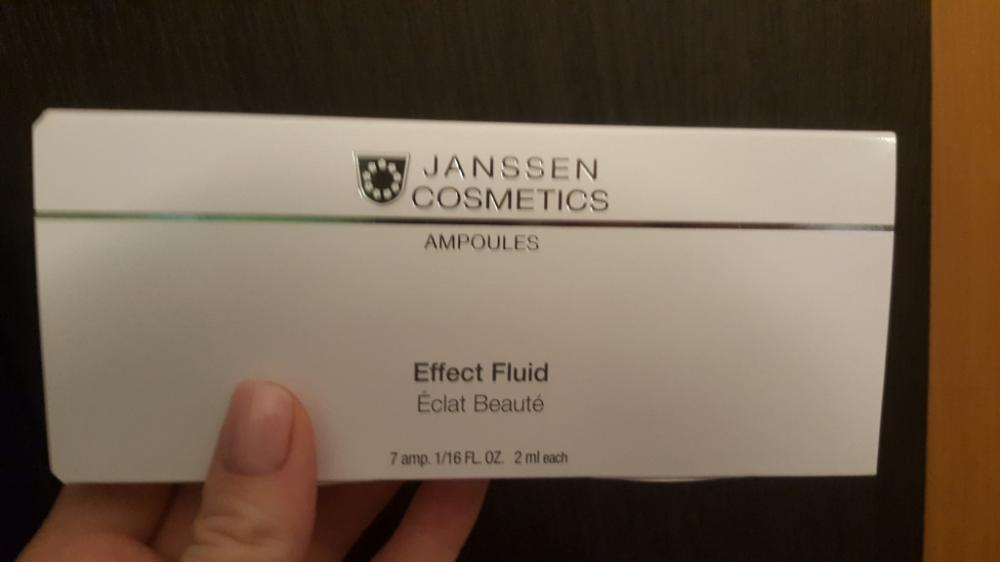 JANSSEN
COSMETICS
AMPOULES
Effect Fluid
Éclat Beauté
7 amp. 1/16 FL. OZ. 2 ml each